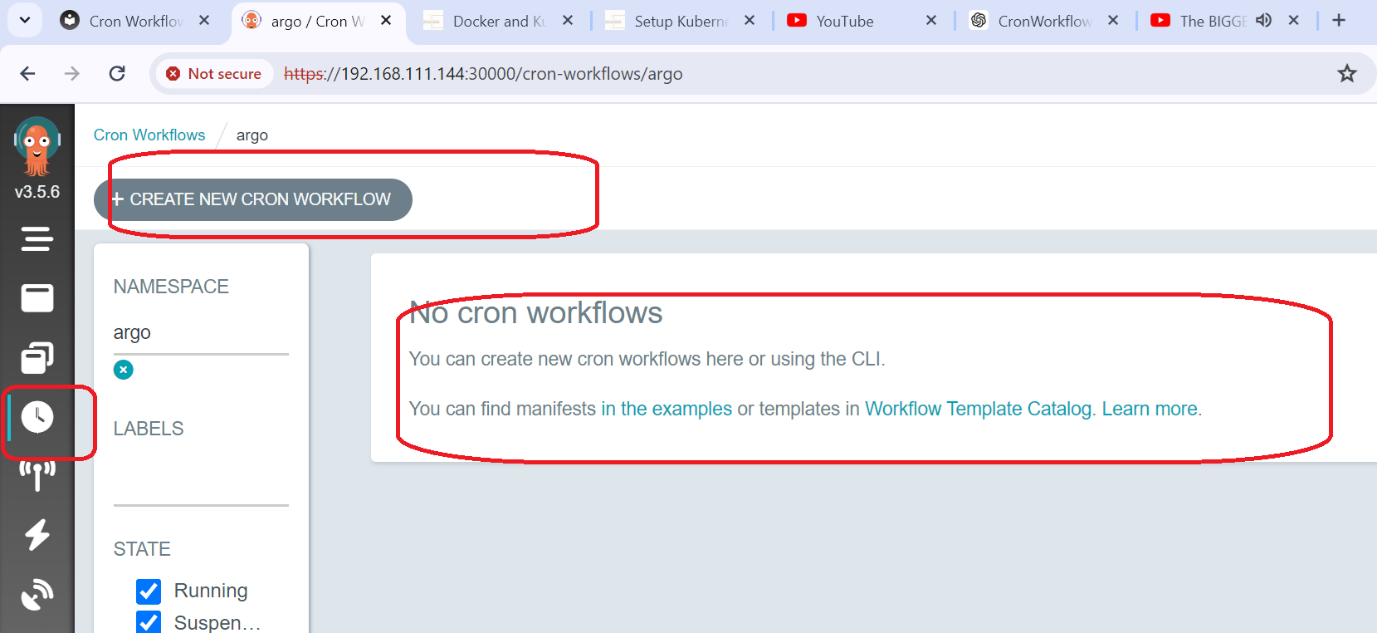 Cron Workflow
argo / Cron W
Docker and Ku
Setup Kuberne
YouTube
CronWorkflow
The BIGGE
Not secure
https://192.168.111.144:30000/cron-workflows/argo
v3.5.6
Cron Workflows
argo
+ CREATE NEW CRON WORKFLOW
NAMESPACE
argo
LABELS
STATE
Running
Suspen…
No cron workflows
You can create new cron workflows here or using the CLI.
You can find manifests in the examples or templates in Workflow Template Catalog. Learn more.